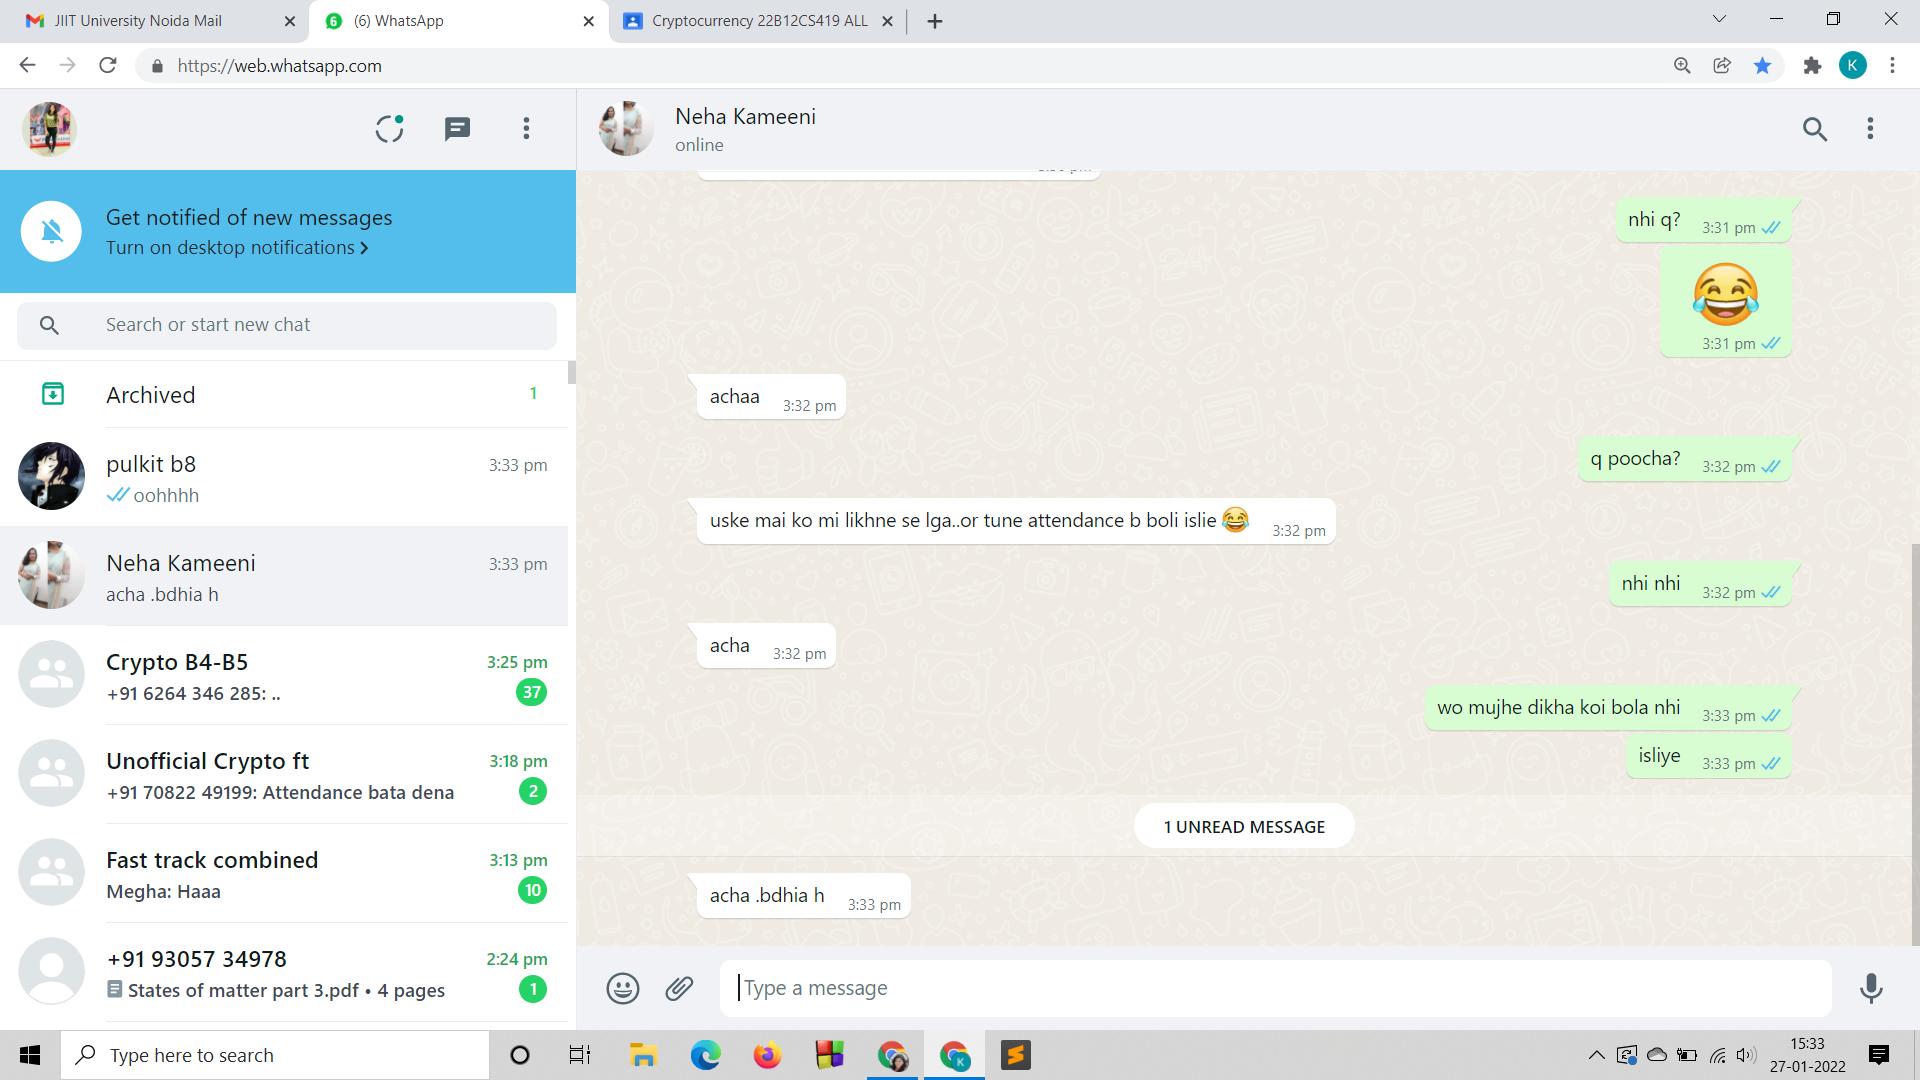 JIIT University Noida Mail
(6) WhatsApp
Cryptocurrency 22B12CS419 ALL
https://web.whatsapp.com
K
Neha Kameeni
online
Get notified of new messages
Turn on desktop notifications
Search or start new chat
Archived
1
pulkit b8
3:33 pm
oohhhh
Neha Kameeni
3:33 pm
acha .bdhia h
Crypto B4-B5
3:25 pm
+91 6264 346 285: ..
37
Unofficial Crypto ft
3:18 pm
+91 70822 49199: Attendance bata dena
2
Fast track combined
3:13 pm
Megha: Haaa
10
+91 93057 34978
2:24 pm
States of matter part 3.pdf • 4 pages
1
nhi q?
3:31 pm
😂
3:31 pm
achaa
3:32 pm
q poocha?
3:32 pm
uske mai ko mi likhne se lga..or tune attendance b boli islie 😂
3:32 pm
nhi nhi
3:32 pm
acha
3:32 pm
wo mujhe dikha koi bola nhi
3:33 pm
isliye
3:33 pm
1 UNREAD MESSAGE
acha .bdhia h
3:33 pm
Type a message
Type here to search
15:33
27-01-2022